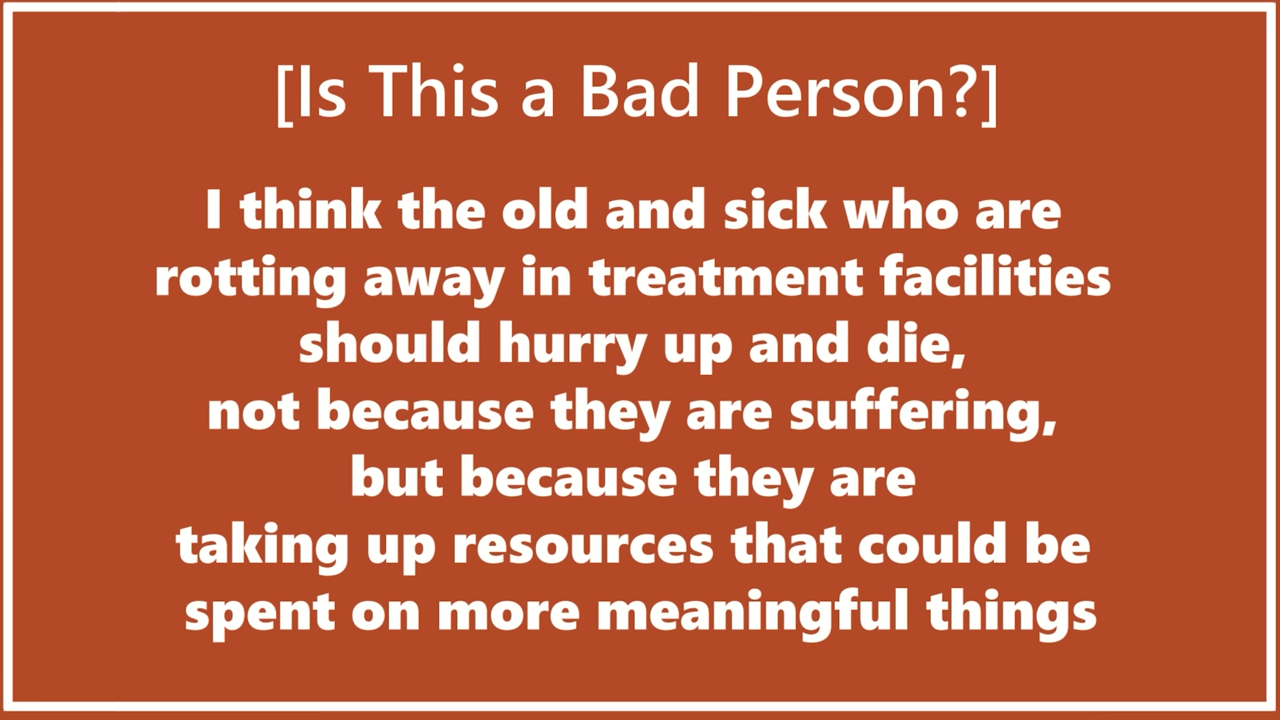 [Is This a Bad Person?]
I think the old and sick who are
rotting away in treatment facilities
should hurry up and die,
not because they are suffering,
but because they are
taking up resources that could be
spent on more meaningful things